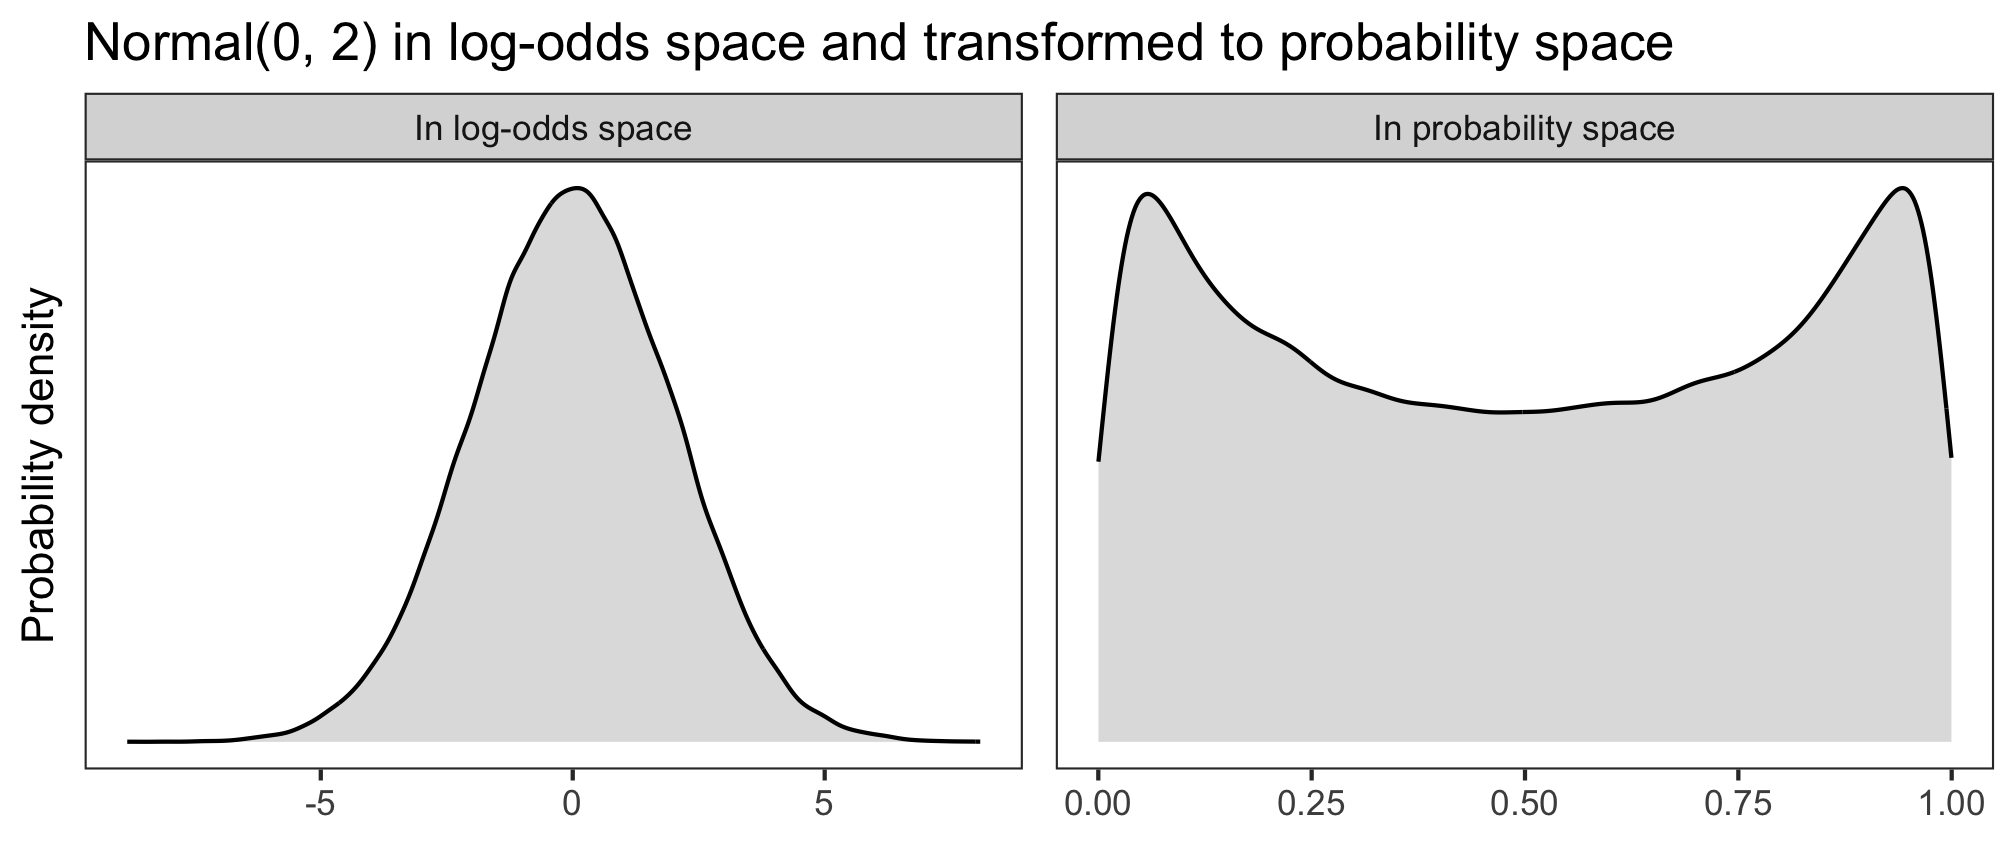 Normal(0, 2) in log-odds space and transformed to probability space
In log-odds space
In probability space
Probability density
-5 0 5
0.00 0.25 0.50 0.75 1.00